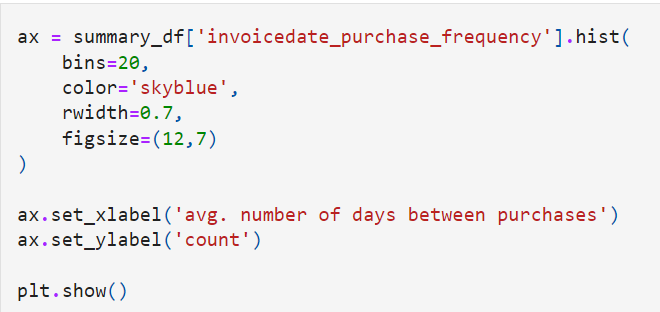 ax = summary_df['invoicedate_purchase_frequency'].hist(
    bins=20,
    color='skyblue',
    rwidth=0.7,
    figsize=(12,7)
)
ax.set_xlabel('avg. number of days between purchases')
ax.set_ylabel('count')
plt.show()